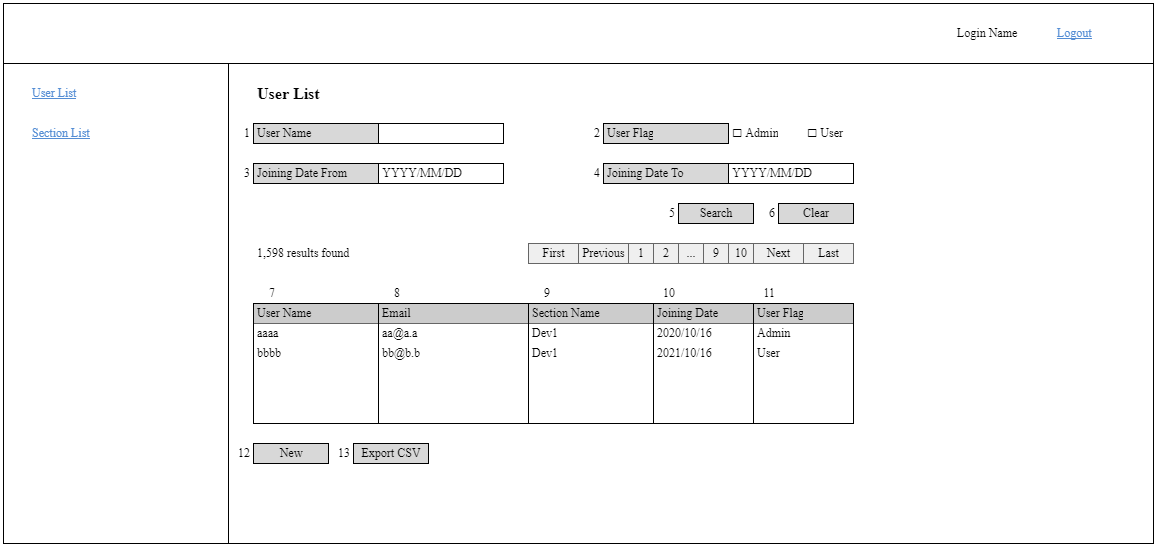 Login Name Logout
User List
User List
Section List
1 User Name 2 User Flag ☐ Admin ☐ User
3 Joining Date From YYYY/MM/DD 4 Joining Date To YYYY/MM/DD
5 Search 6 Clear
1,598 results found First Previous 1 2 ... 9 10 Next Last
7 8 9 10 11
User Name Email Section Name Joining Date User Flag
aaaa aa@a.a Dev1 2020/10/16 Admin
bbbb bb@b.b Dev1 2021/10/16 User
12 New 13 Export CSV